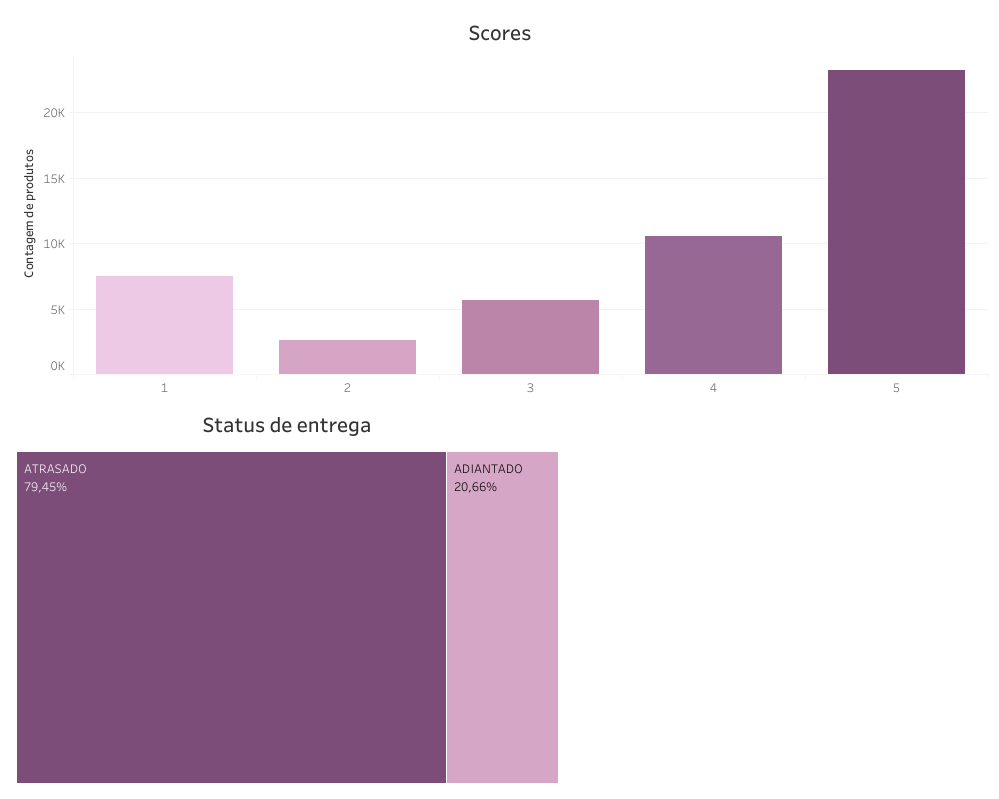 Scores
Contagem de produtos
20K
15K
10K
5K
0K
1 2 3 4 5
Status de entrega
ATRASADO
79,45%
ADIANTADO
20,66%